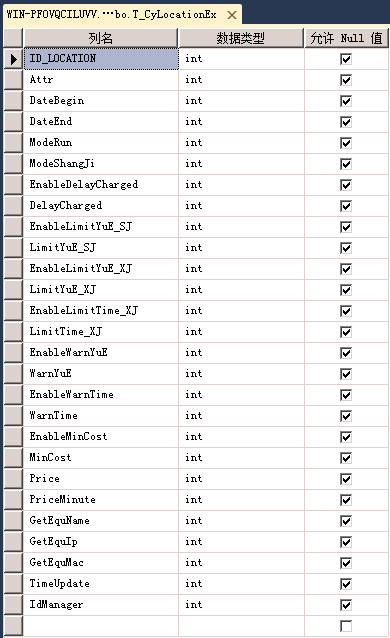 WIN-PFOVQCILUVV.···bo.T_CyLocationEx
列名 数据类型 允许 Null 值
ID_LOCATION int
Attr int
DateBegin int
DateEnd int
ModeRun int
ModeShangJi int
EnableDelayCharged int
DelayCharged int
EnableLimitYuE_SJ int
LimitYuE_SJ int
EnableLimitYuE_XJ int
LimitYuE_XJ int
EnableLimitTime_XJ int
LimitTime_XJ int
EnableWarnYuE int
WarnYuE int
EnableWarnTime int
WarnTime int
EnableMinCost int
MinCost int
Price int
PriceMinute int
GetEquName int
GetEquIp int
GetEquMac int
TimeUpdate int
IdManager int